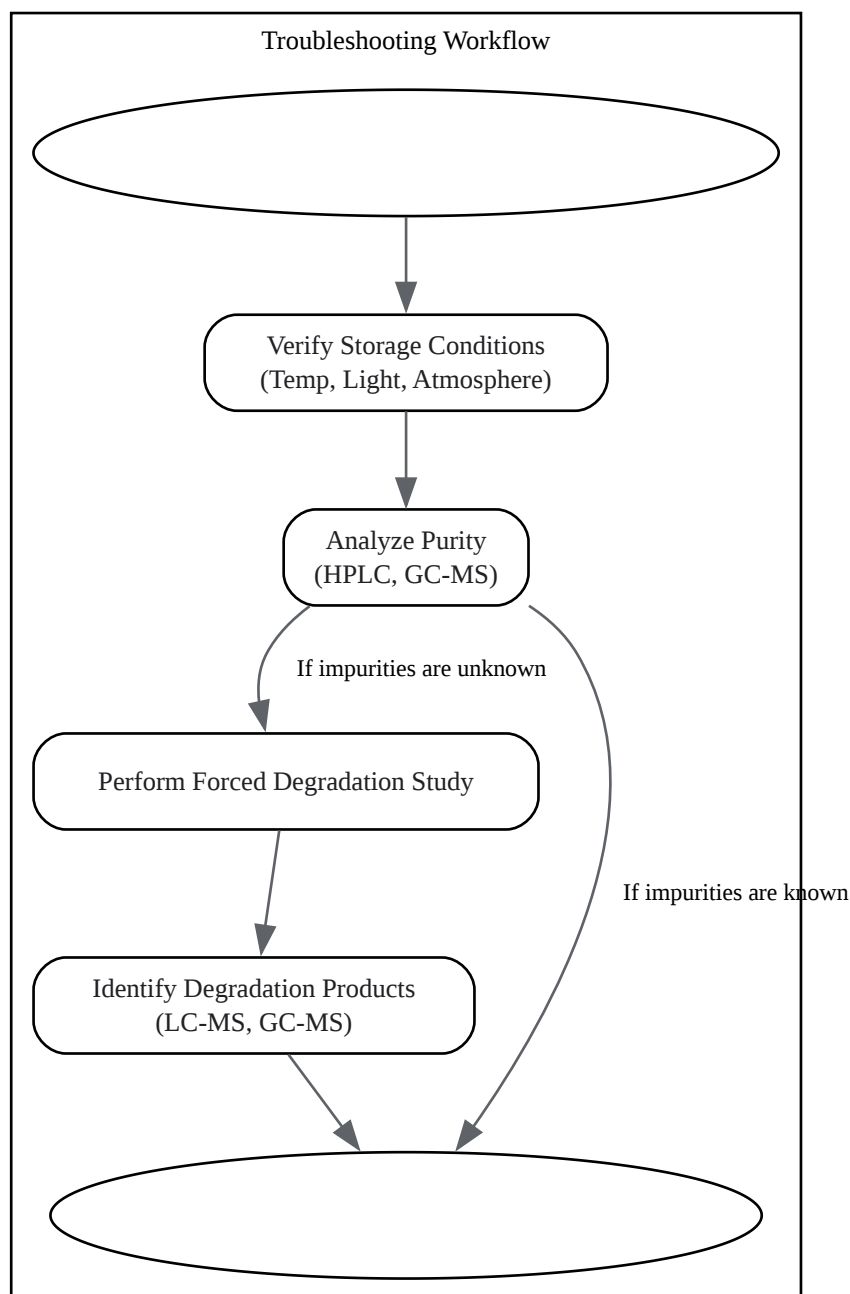 Troubleshooting Workflow
Verify Storage Conditions
(Temp, Light, Atmosphere)
Analyze Purity
(HPLC, GC-MS)
If impurities are unknown
Perform Forced Degradation Study
If impurities are known
Identify Degradation Products
(LC-MS, GC-MS)